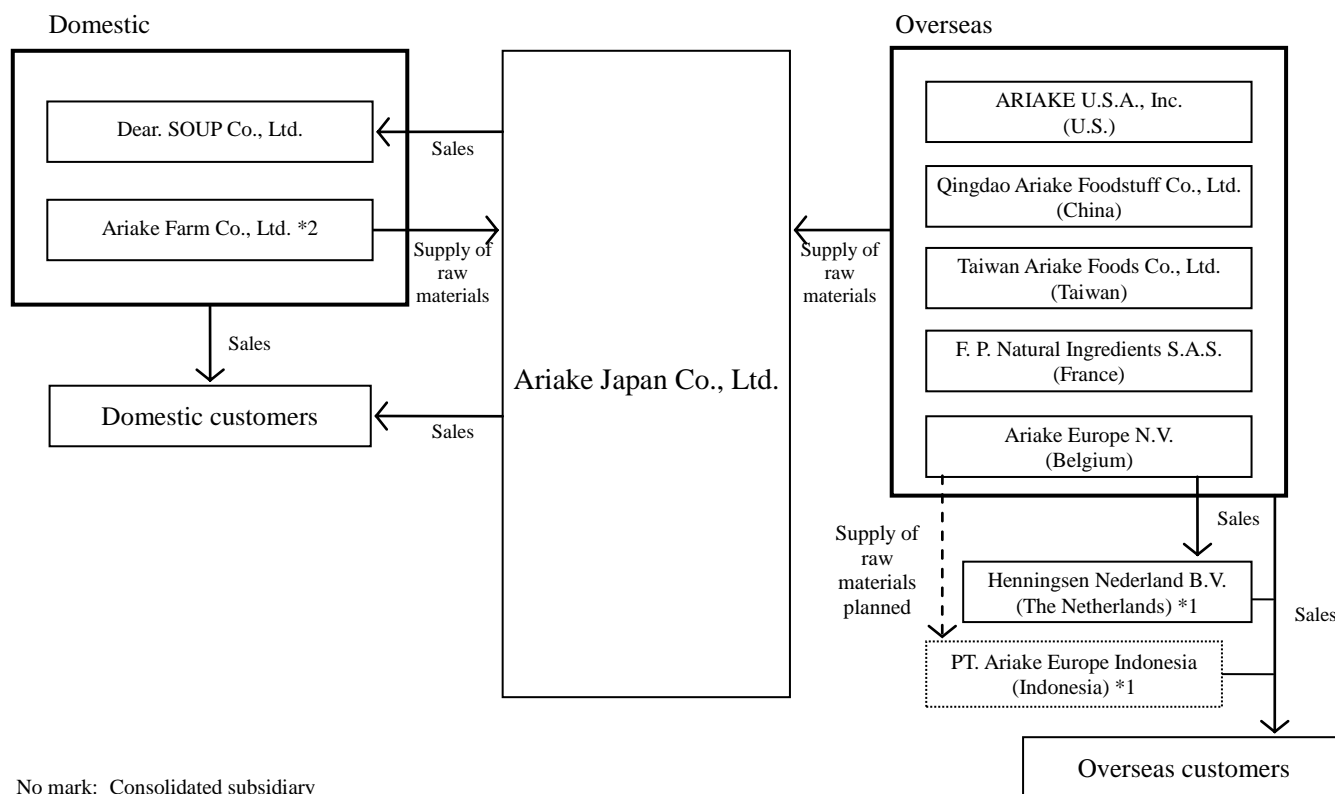 Domestic
Dear. SOUP Co., Ltd.
Ariake Farm Co., Ltd. *2
Sales
Domestic customers
Sales
Supply of
raw
materials
Sales
Ariake Japan Co., Ltd.
Supply of
raw
materials
Overseas
ARIAKE U.S.A., Inc.
(U.S.)
Qingdao Ariake Foodstuff Co., Ltd.
(China)
Taiwan Ariake Foods Co., Ltd.
(Taiwan)
F. P. Natural Ingredients S.A.S.
(France)
Ariake Europe N.V.
(Belgium)
Supply of
raw
materials
planned
Sales
Henningsen Nederland B.V.
(The Netherlands) *1
PT. Ariake Europe Indonesia
(Indonesia) *1
Sales
Overseas customers
No mark: Consolidated subsidiary